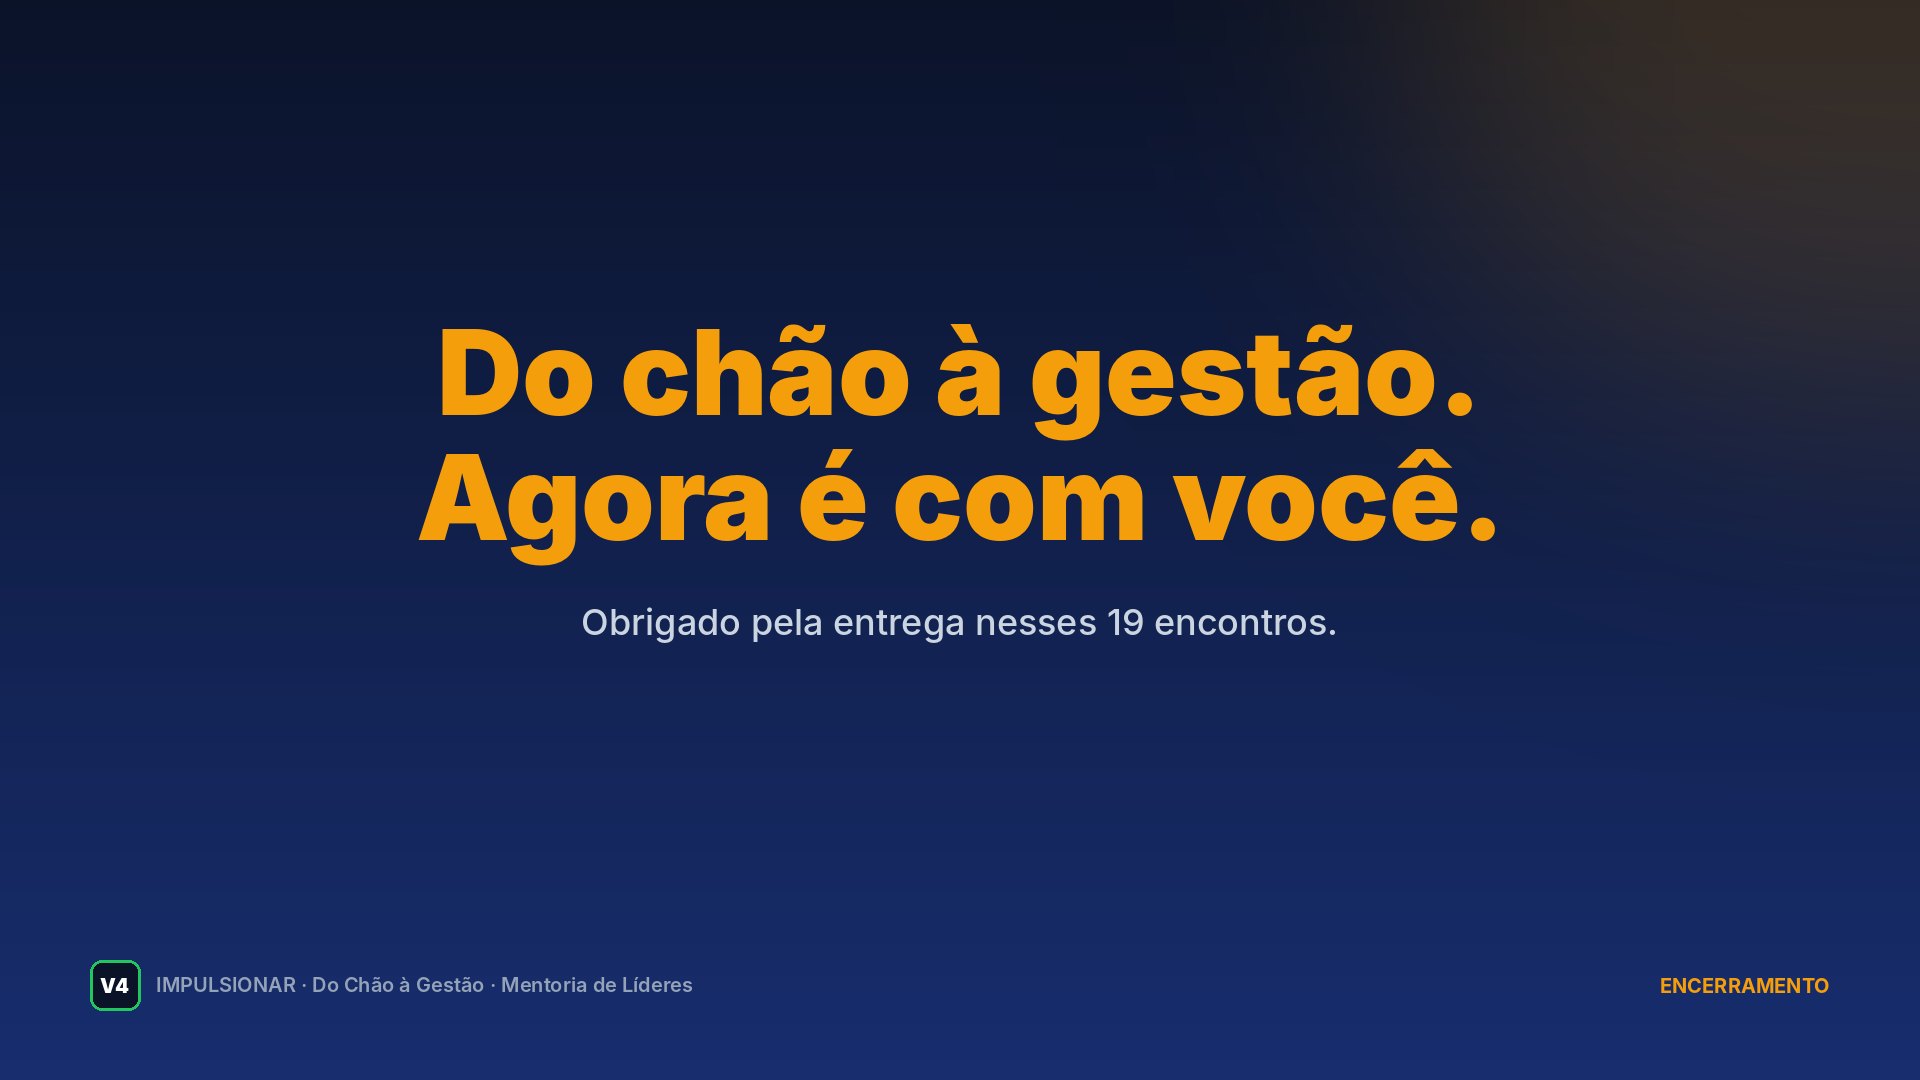 Do chão à gestão.
Agora é com você.
Obrigado pela entrega nesses 19 encontros.
V4 IMPULSIONAR · Do Chão à Gestão · Mentoria de Líderes
ENCERRAMENTO